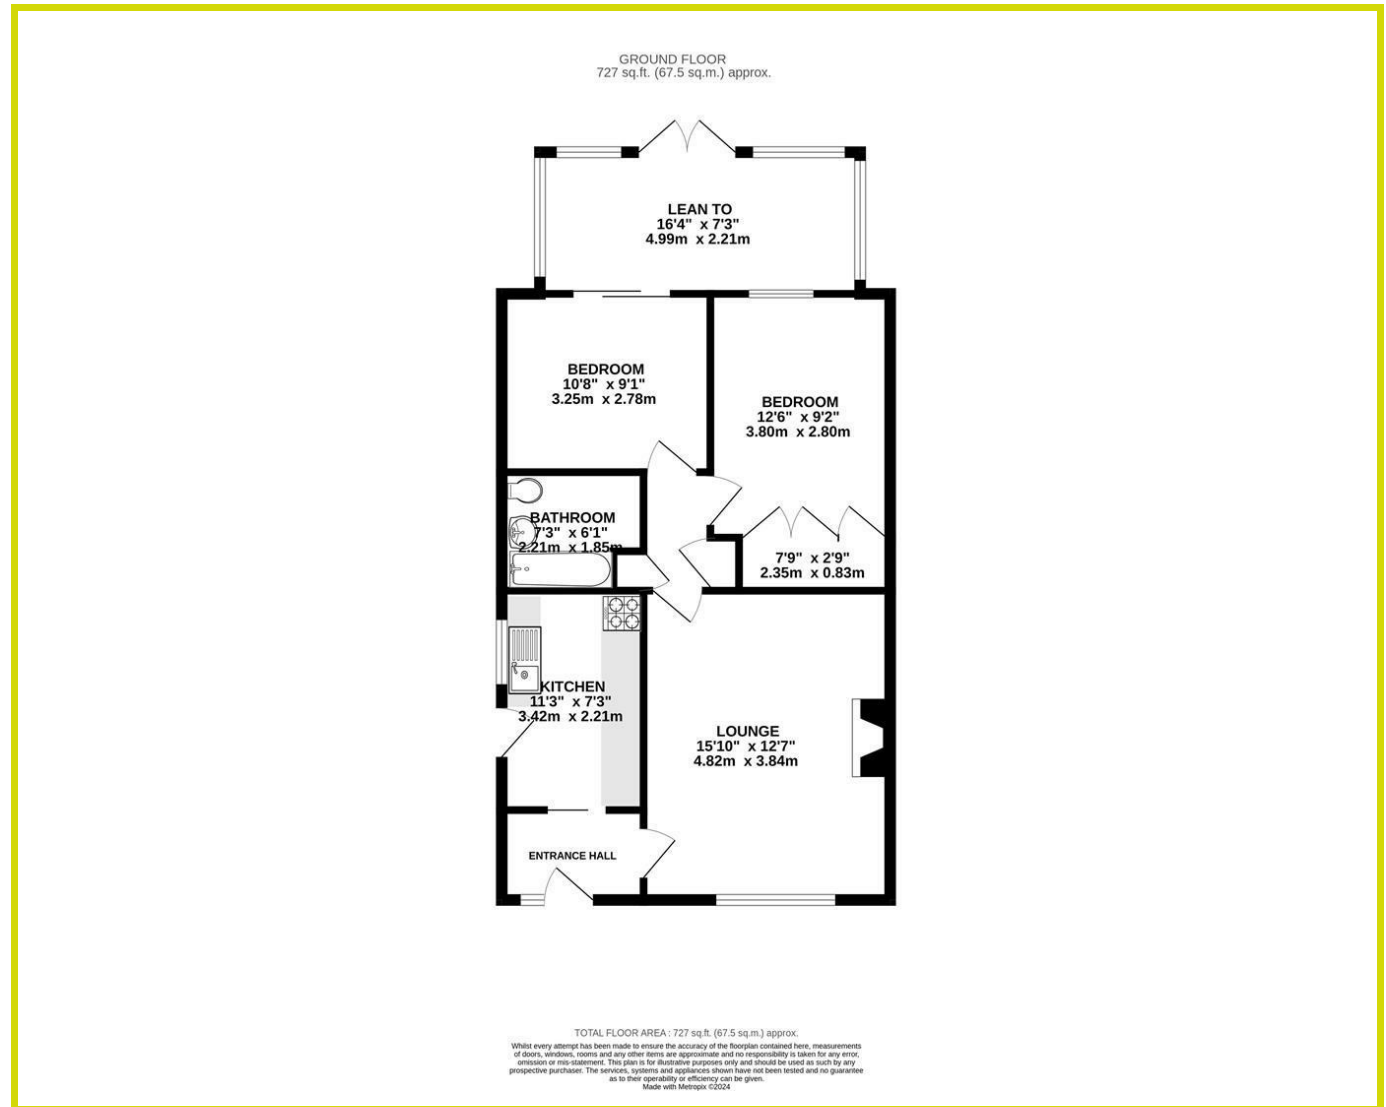 GROUND FLOOR
727 sq.ft. (67.5 sq.m.) approx.
LEAN TO
16'4" x 7'3"
4.99m x 2.21m
BEDROOM
10'8" x 9'1"
3.25m x 2.78m
BEDROOM
12'6" x 9'2"
3.80m x 2.80m
BATHROOM
7'3" x 6'1"
2.21m x 1.85m
7'9" x 2'9"
2.35m x 0.83m
KITCHEN
11'3" x 7'3"
3.42m x 2.21m
LOUNGE
15'10" x 12'7"
4.82m x 3.84m
ENTRANCE HALL
TOTAL FLOOR AREA : 727 sq.ft. (67.5 sq.m.) approx.
Whilst every attempt has been made to ensure the accuracy of the floorplan contained here, measurements
of doors, windows, rooms and any other items are approximate and no responsibility is taken for any error,
omission or mis-statement. This plan is for illustrative purposes only and should be used as such by any
prospective purchaser. The services, systems and appliances shown have not been tested and no guarantee
as to their operability or efficiency can be given.
Made with Metropix ©2024